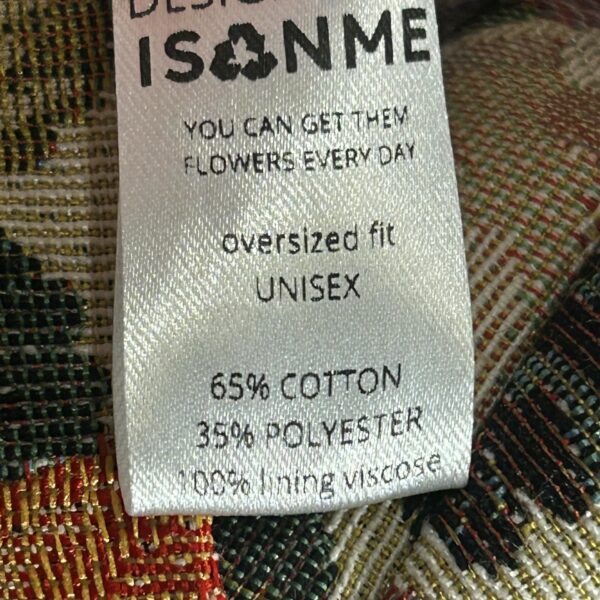 DESIGN
IS NME
YOU CAN GET THEM
FLOWERS EVERY DAY
oversized fit
UNISEX
65% COTTON
35% POLYESTER
100% lining viscose